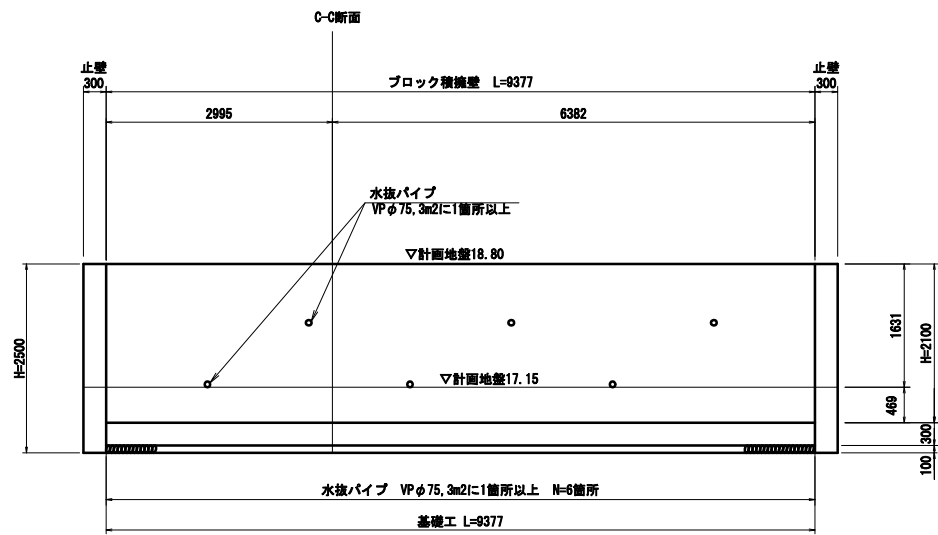 C-C断面
止壁
300
ブロック積擁壁 L=9377
止壁
300
2995
6382
水抜パイプ
VPφ75,3m2に1箇所以上
▽計画地盤18.80
H=2500
1631
H=2100
▽計画地盤17.15
469
300
100
水抜パイプ VPφ75,3m2に1箇所以上 N=6箇所
基礎工 L=9377